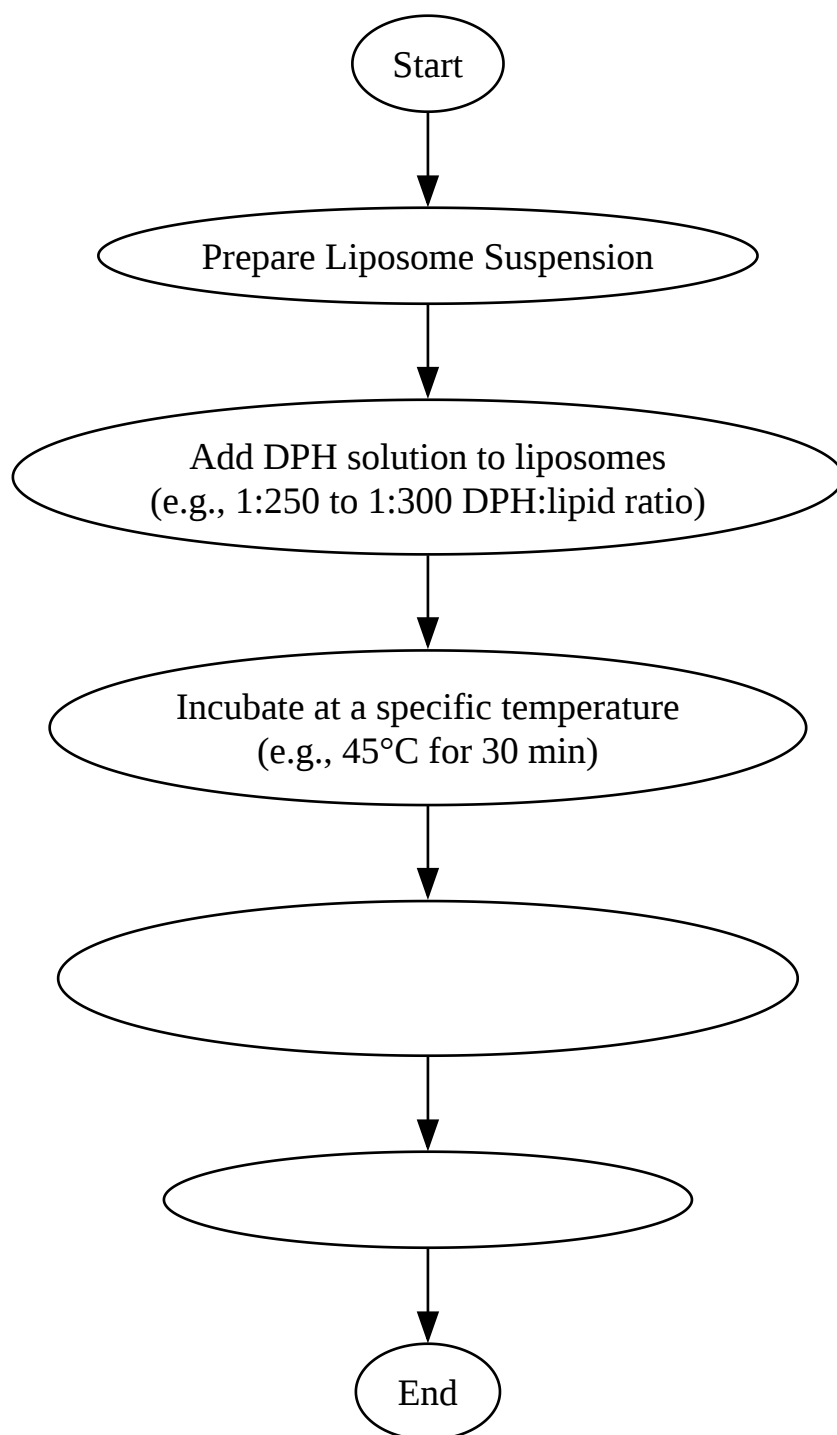 Start
Prepare Liposome Suspension
Add DPH solution to liposomes
(e.g., 1:250 to 1:300 DPH:lipid ratio)
Incubate at a specific temperature
(e.g., 45°C for 30 min)
End